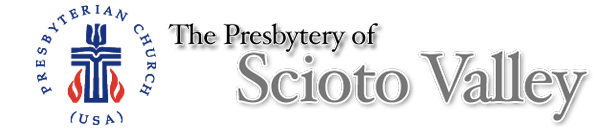 PRESBYTERIAN CHURCH
(USA)
The Presbytery of
Scioto Valley